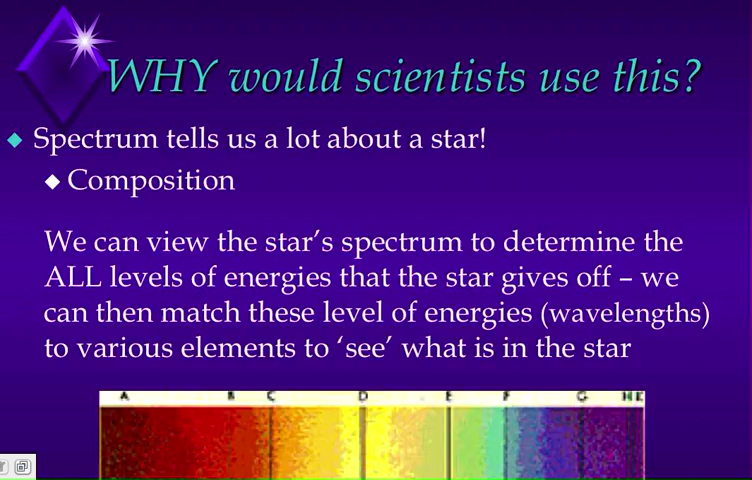 WHY would scientists use this?
Spectrum tells us a lot about a star!
Composition
We can view the star's spectrum to determine the
ALL levels of energies that the star gives off – we
can then match these level of energies (wavelengths)
to various elements to 'see' what is in the star
A B C D E F G H K